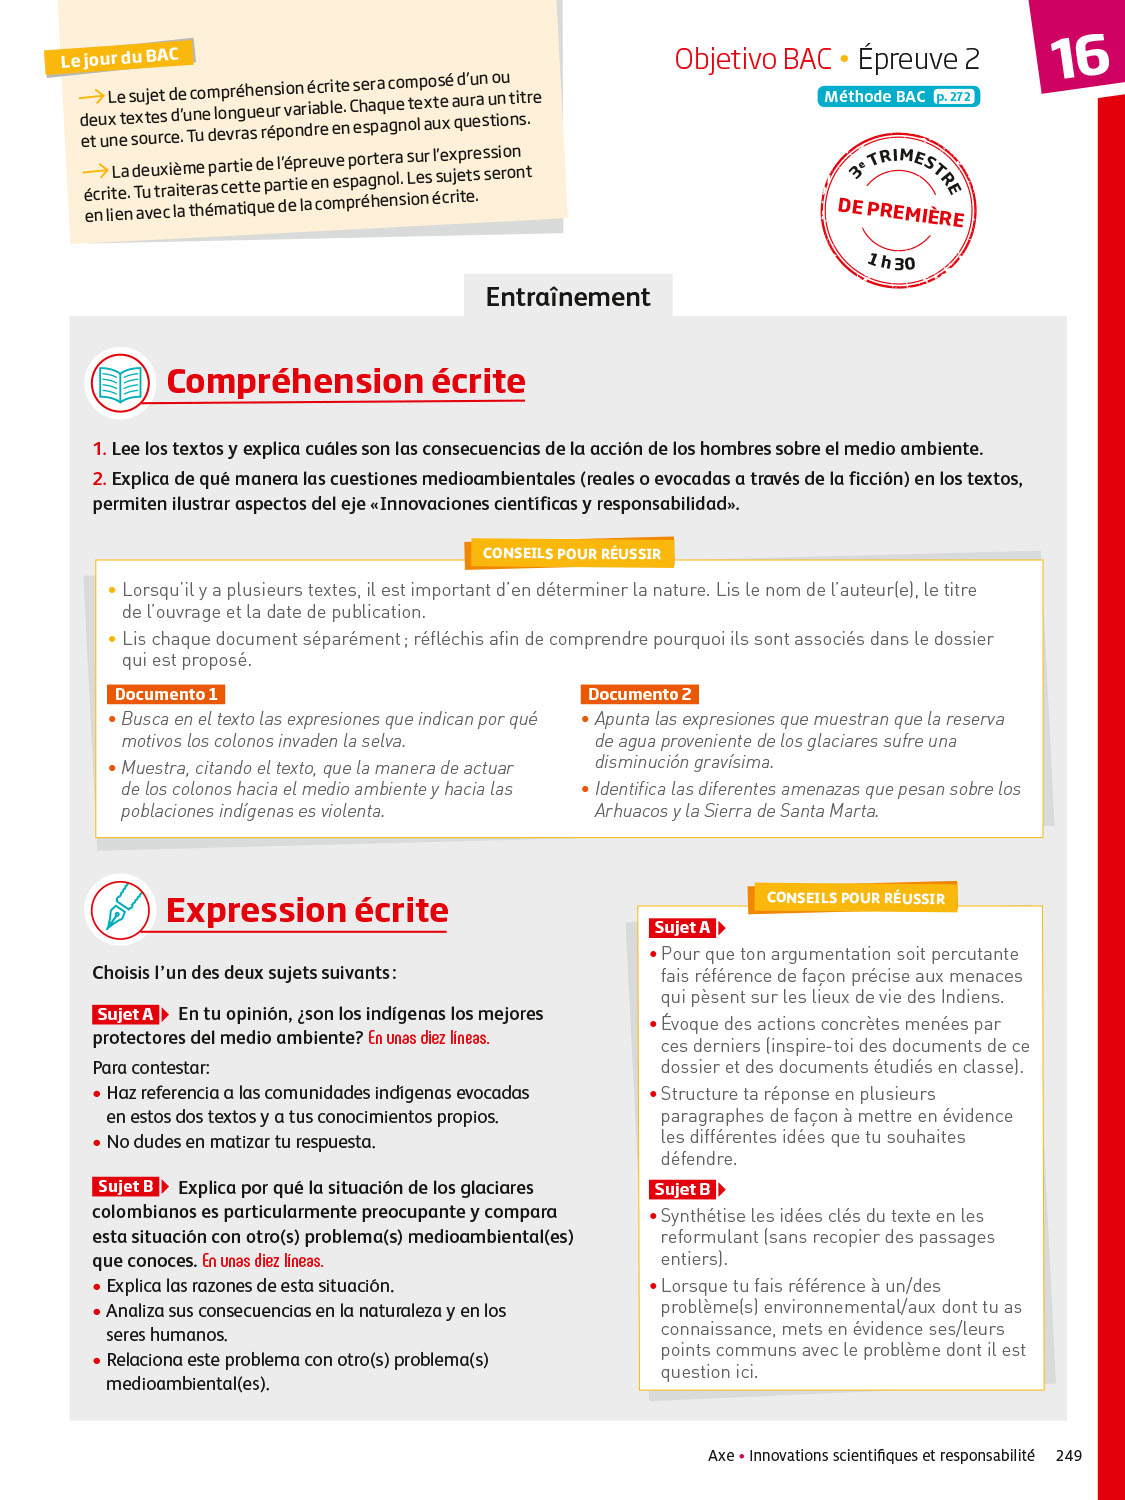 Le jour du BAC
Le sujet de compréhension écrite sera composé d'un ou
deux textes d'une longueur variable. Chaque texte aura un titre
et une source. Tu devras répondre en espagnol aux questions.
La deuxième partie de l'épreuve portera sur l'expression
écrite. Tu traiteras cette partie en espagnol. Les sujets seront
en lien avec la thématique de la compréhension écrite.
Objetivo BAC • Épreuve 2
Méthode BAC p. 272
16
3e TRIMESTRE
DE PREMIÈRE
1 h 30
Entraînement
Compréhension écrite
1. Lee los textos y explica cuáles son las consecuencias de la acción de los hombres sobre el medio ambiente.
2. Explica de qué manera las cuestiones medioambientales (reales o evocadas a través de la ficción) en los textos,
permiten ilustrar aspectos del eje «Innovaciones científicas y responsabilidad».
CONSEILS POUR RÉUSSIR
• Lorsqu'il y a plusieurs textes, il est important d'en déterminer la nature. Lis le nom de l'auteur(e), le titre
de l'ouvrage et la date de publication.
• Lis chaque document séparément ; réfléchis afin de comprendre pourquoi ils sont associés dans le dossier
qui est proposé.
Documento 1
• Busca en el texto las expresiones que indican por qué
motivos los colonos invaden la selva.
• Muestra, citando el texto, que la manera de actuar
de los colonos hacia el medio ambiente y hacia las
poblaciones indígenas es violenta.
Documento 2
• Apunta las expresiones que muestran que la reserva
de agua proveniente de los glaciares sufre una
disminución gravísima.
• Identifica las diferentes amenazas que pesan sobre los
Arhuacos y la Sierra de Santa Marta.
Expression écrite
Choisis l'un des deux sujets suivants :
Sujet A En tu opinión, ¿son los indígenas los mejores
protectores del medio ambiente? En unas diez líneas.
Para contestar:
• Haz referencia a las comunidades indígenas evocadas
en estos dos textos y a tus conocimientos propios.
• No dudes en matizar tu respuesta.
Sujet B Explica por qué la situación de los glaciares
colombianos es particularmente preocupante y compara
esta situación con otro(s) problema(s) medioambiental(es)
que conoces. En unas diez líneas.
• Explica las razones de esta situación.
• Analiza sus consecuencias en la naturaleza y en los
seres humanos.
• Relaciona este problema con otro(s) problema(s)
medioambiental(es).
CONSEILS POUR RÉUSSIR
Sujet A
• Pour que ton argumentation soit percutante
fais référence de façon précise aux menaces
qui pèsent sur les lieux de vie des Indiens.
• Évoque des actions concrètes menées par
ces derniers (inspire-toi des documents de ce
dossier et des documents étudiés en classe).
• Structure ta réponse en plusieurs
paragraphes de façon à mettre en évidence
les différentes idées que tu souhaites
défendre.
Sujet B
• Synthétise les idées clés du texte en les
reformulant (sans recopier des passages
entiers).
• Lorsque tu fais référence à un/des
problème(s) environnemental/aux dont tu as
connaissance, mets en évidence ses/leurs
points communs avec le problème dont il est
question ici.
Axe • Innovations scientifiques et responsabilité 249